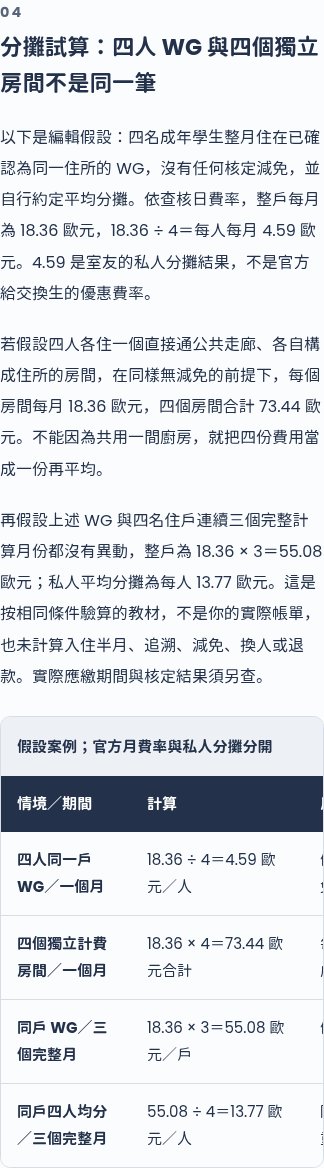 04
分攤試算：四人 WG 與四個獨立
房間不是同一筆
以下是編輯假設：四名成年學生整月住在已確
認為同一住所的 WG，沒有任何核定減免，並
自行約定平均分攤。依查核日費率，整戶每月
為 18.36 歐元，18.36 ÷ 4＝每人每月 4.59 歐
元。4.59 是室友的私人分攤結果，不是官方
給交換生的優惠費率。
若假設四人各住一個直接通公共走廊、各自構
成住所的房間，在同樣無減免的前提下，每個
房間每月 18.36 歐元，四個房間合計 73.44 歐
元。不能因為共用一間廚房，就把四份費用當
成一份再平均。
再假設上述 WG 與四名住戶連續三個完整計
算月份都沒有異動，整戶為 18.36 × 3＝55.08
歐元；私人平均分攤為每人 13.77 歐元。這是
按相同條件驗算的教材，不是你的實際帳單，
也未計算入住半月、追溯、減免、換人或退
款。實際應繳期間與核定結果須另查。
假設案例；官方月費率與私人分攤分開
情境／期間 計算
四人同一戶 18.36 ÷ 4＝4.59 歐
WG／一個月 元／人
四個獨立計費 18.36 × 4＝73.44 歐
房間／一個月 元合計
同戶 WG／三 18.36 × 3＝55.08 歐
個完整月 元／戶
同戶四人均分 55.08 ÷ 4＝13.77 歐
／三個完整月 元／人